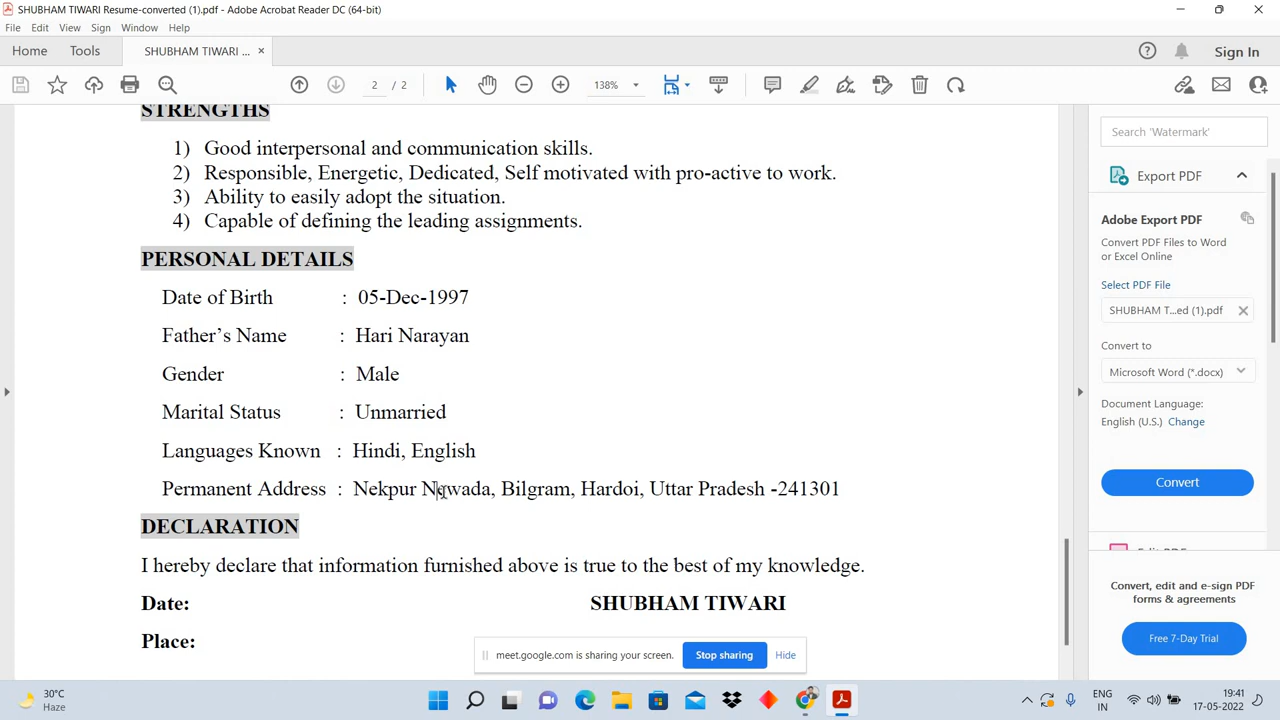 SHUBHAM TIWARI Resume-converted (1).pdf - Adobe Acrobat Reader DC (64-bit)
File Edit View Sign Window Help
Home Tools SHUBHAM TIWARI ... × Sign In
2 / 2 138%
STRENGTHS
1) Good interpersonal and communication skills.
2) Responsible, Energetic, Dedicated, Self motivated with pro-active to work.
3) Ability to easily adopt the situation.
4) Capable of defining the leading assignments.
PERSONAL DETAILS
Date of Birth : 05-Dec-1997
Father’s Name : Hari Narayan
Gender : Male
Marital Status : Unmarried
Languages Known : Hindi, English
Permanent Address : Nekpur , Bilgram, Hardoi, Uttar Pradesh -241301
DECLARATION
I hereby declare that information furnished above is true to the best of my knowledge.
Date: SHUBHAM TIWARI
Place:
Search 'Watermark'
Export PDF
Adobe Export PDF
Convert PDF Files to Word
or Excel Online
Select PDF File
SHUBHAM T...ed (1).pdf
Convert to
Microsoft Word (*.docx)
Document Language:
English (U.S.) Change
Convert
Convert, edit and e-sign PDF
forms & agreements
Free 7-Day Trial
meet.google.com is sharing your screen. Stop sharing Hide
30°C
Haze
ENG
IN
19:41
17-05-2022